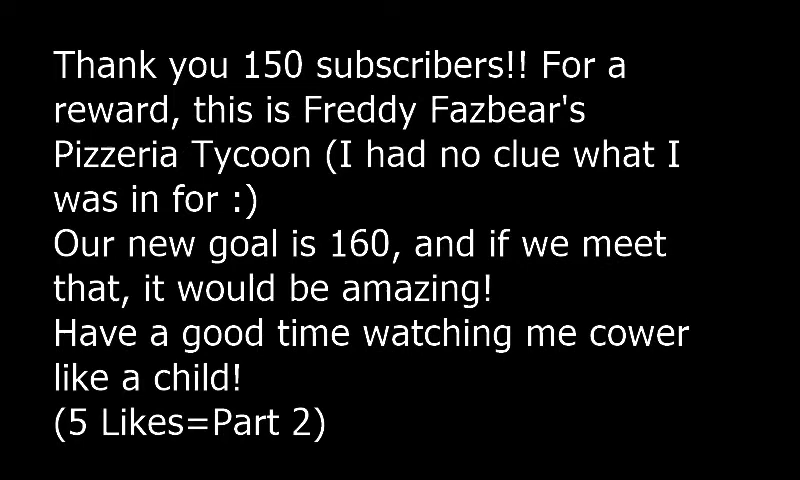 Thank you 150 subscribers!! For a
reward, this is Freddy Fazbear's
Pizzeria Tycoon (I had no clue what I
was in for :)
Our new goal is 160, and if we meet
that, it would be amazing!
Have a good time watching me cower
like a child!
(5 Likes=Part 2)